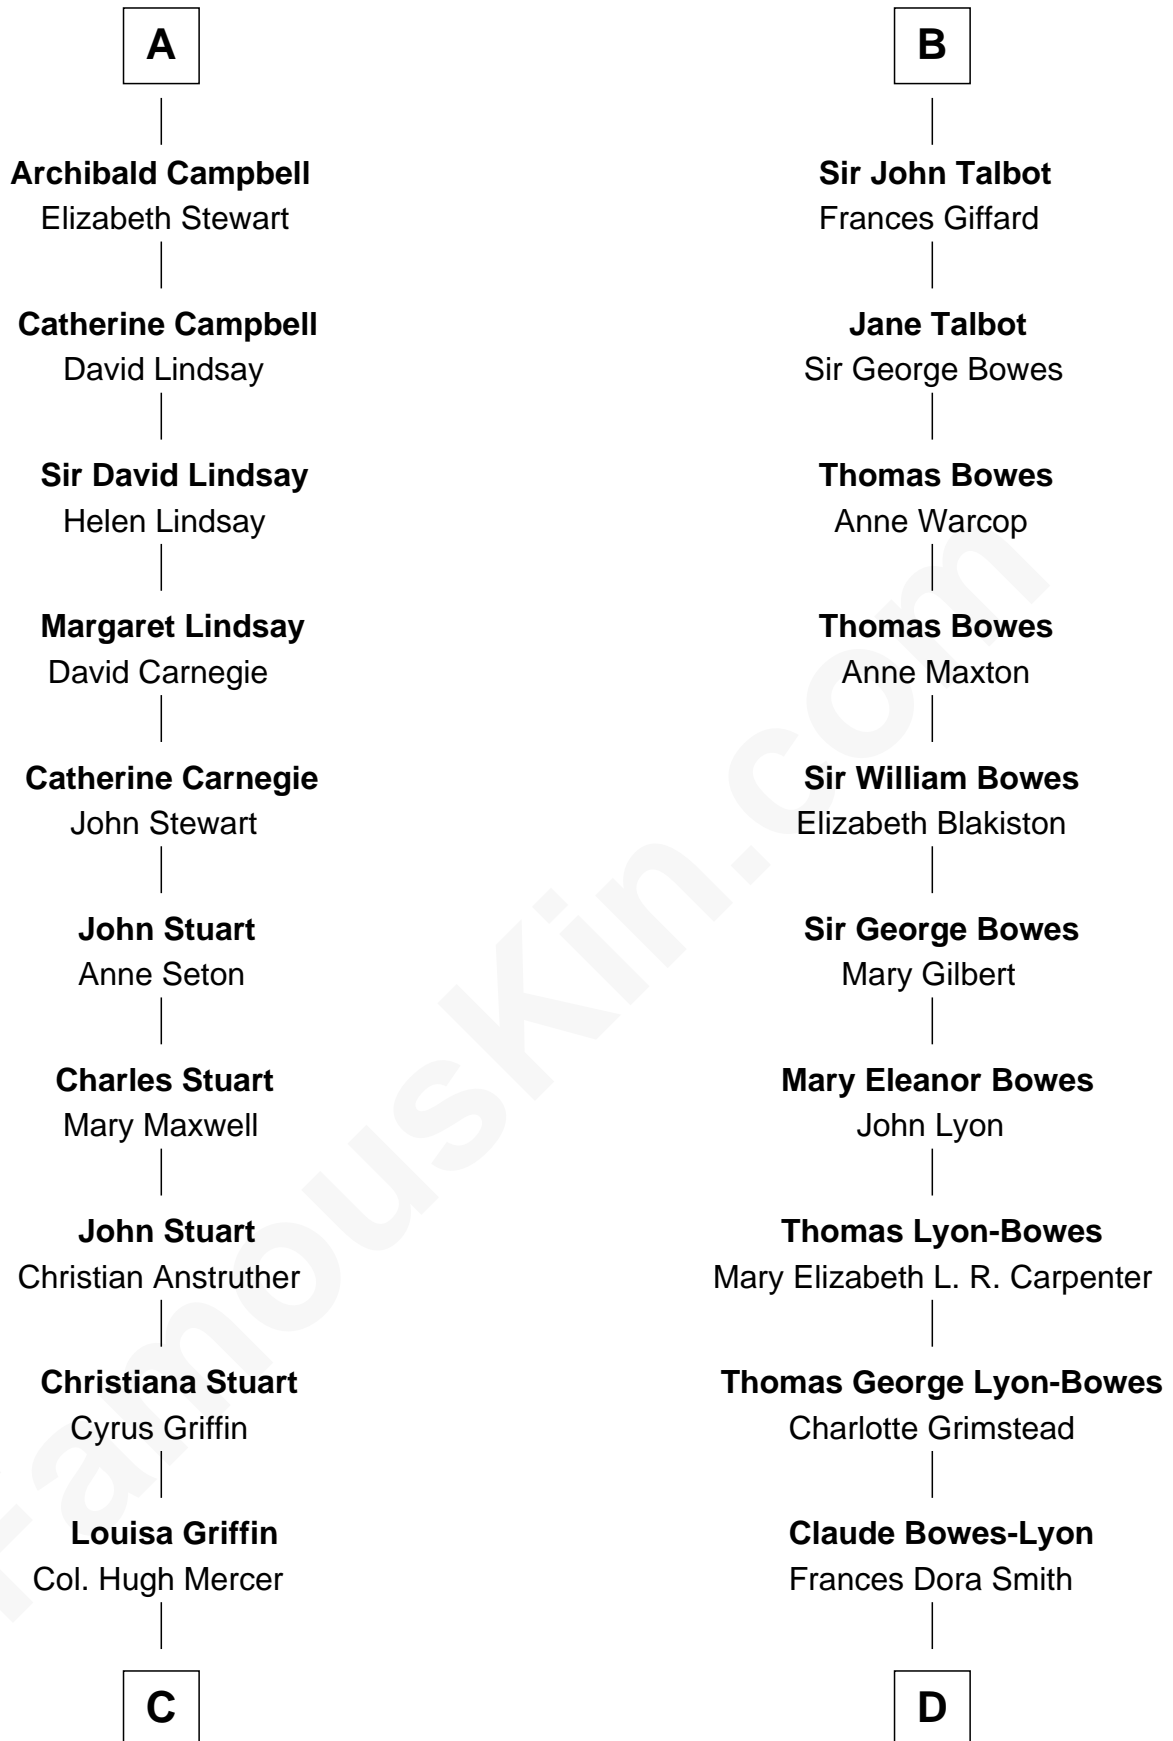 A
Archibald Campbell
Elizabeth Stewart
Catherine Campbell
David Lindsay
Sir David Lindsay
Helen Lindsay
Margaret Lindsay
David Carnegie
Catherine Carnegie
John Stewart
John Stuart
Anne Seton
Charles Stuart
Mary Maxwell
John Stuart
Christian Anstruther
Christiana Stuart
Cyrus Griffin
Louisa Griffin
Col. Hugh Mercer
C
B
Sir John Talbot
Frances Giffard
Jane Talbot
Sir George Bowes
Thomas Bowes
Anne Warcop
Thomas Bowes
Anne Maxton
Sir William Bowes
Elizabeth Blakiston
Sir George Bowes
Mary Gilbert
Mary Eleanor Bowes
John Lyon
Thomas Lyon-Bowes
Mary Elizabeth L. R. Carpenter
Thomas George Lyon-Bowes
Charlotte Grimstead
Claude Bowes-Lyon
Frances Dora Smith
D
FamousKin.com